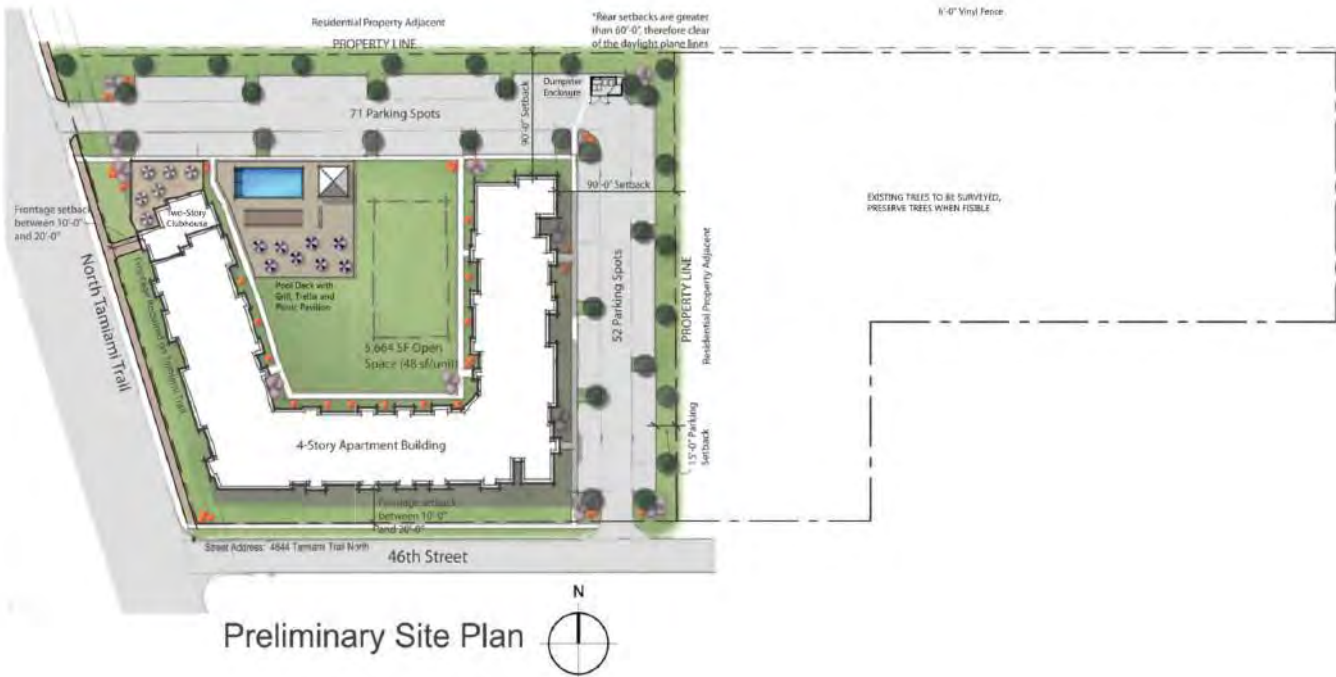 Residential Property Adjacent
PROPERTY LINE
*Rear setbacks are greater
than 60'-0", therefore clear
of the daylight plane lines
6'-0" Vinyl Fence
Dumpster
Enclosure
71 Parking Spots
90'-0" Setback
90'-0" Setback
EXISTING TREES TO BE SURVEYED,
PRESERVE TREES WHEN FISIBLE
Two-Story
Clubhouse
Frontage setback
between 10'-0"
and 20'-0"
North Tamiami Trail
Frontage Required on Tamiami Trail
Pool Deck with
Grill, Trellis and
Picnic Pavilion
5,664 SF Open
Space (48 sf/unit)
52 Parking Spots
PROPERTY LINE
Residential Property Adjacent
15'-0" Parking
Setback
4-Story Apartment Building
Frontage setback
between 10'-0"
and 20'-0"
Street Address: 4644 Tamiami Trail North
46th Street
N
Preliminary Site Plan